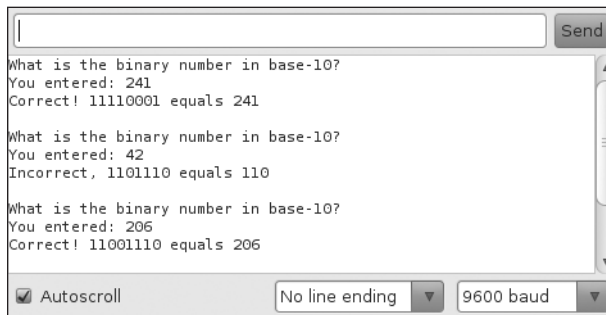 Send
What is the binary number in base-10?
You entered: 241
Correct! 11110001 equals 241
What is the binary number in base-10?
You entered: 42
Incorrect, 1101110 equals 110
What is the binary number in base-10?
You entered: 206
Correct! 11001110 equals 206
Autoscroll No line ending 9600 baud